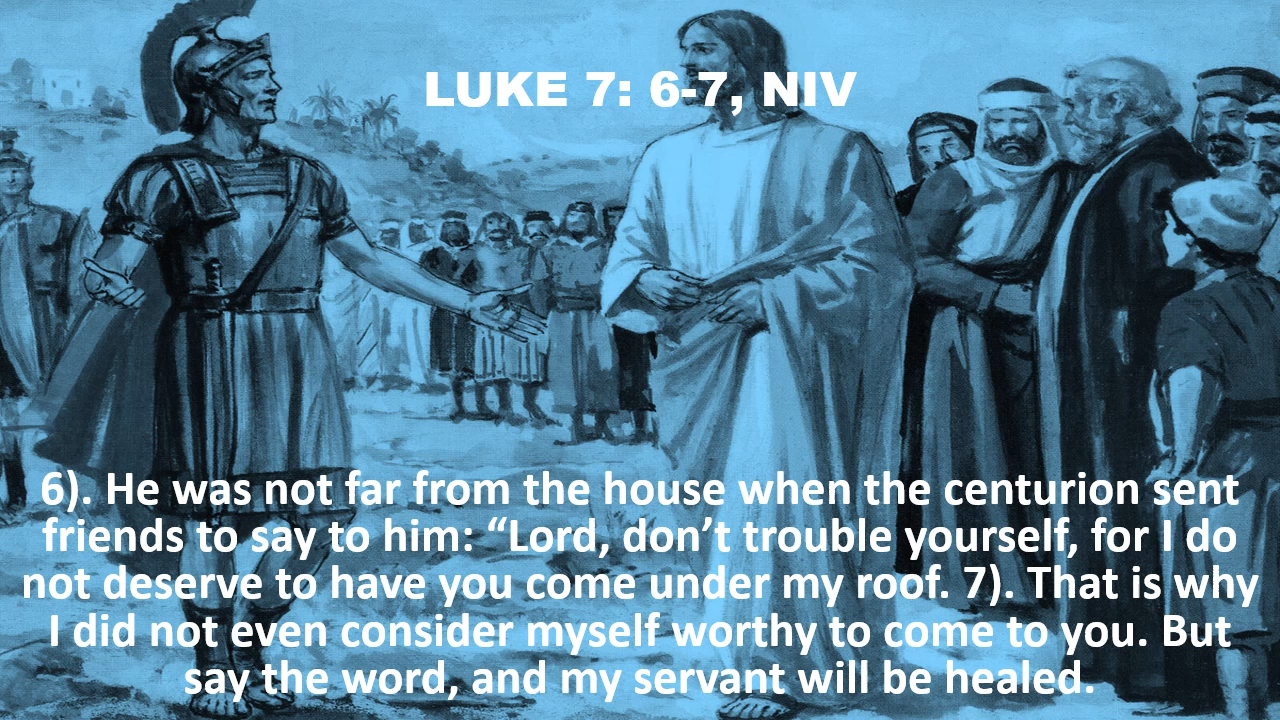 LUKE 7: 6-7, NIV
6). He was not far from the house when the centurion sent
friends to say to him: “Lord, don’t trouble yourself, for I do
not deserve to have you come under my roof. 7). That is why
I did not even consider myself worthy to come to you. But
say the word, and my servant will be healed.